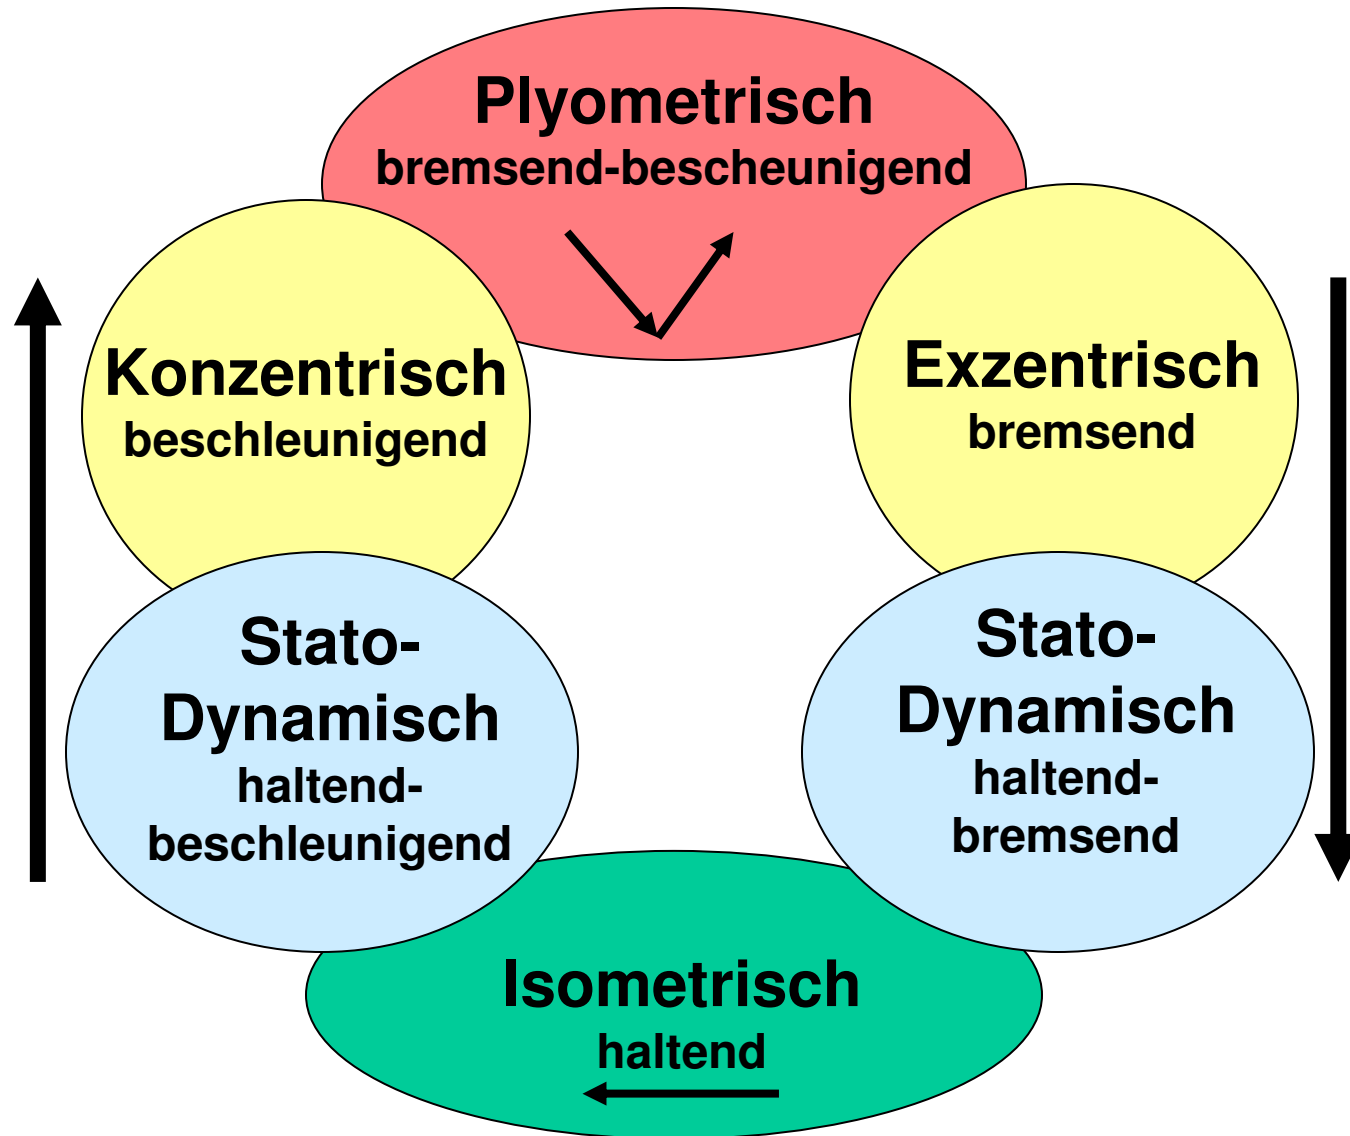 Plyometrisch
bremsend-bescheunigend
Konzentrisch
beschleunigend
Exzentrisch
bremsend
Stato-
Dynamisch
haltend-
beschleunigend
Stato-
Dynamisch
haltend-
bremsend
Isometrisch
haltend